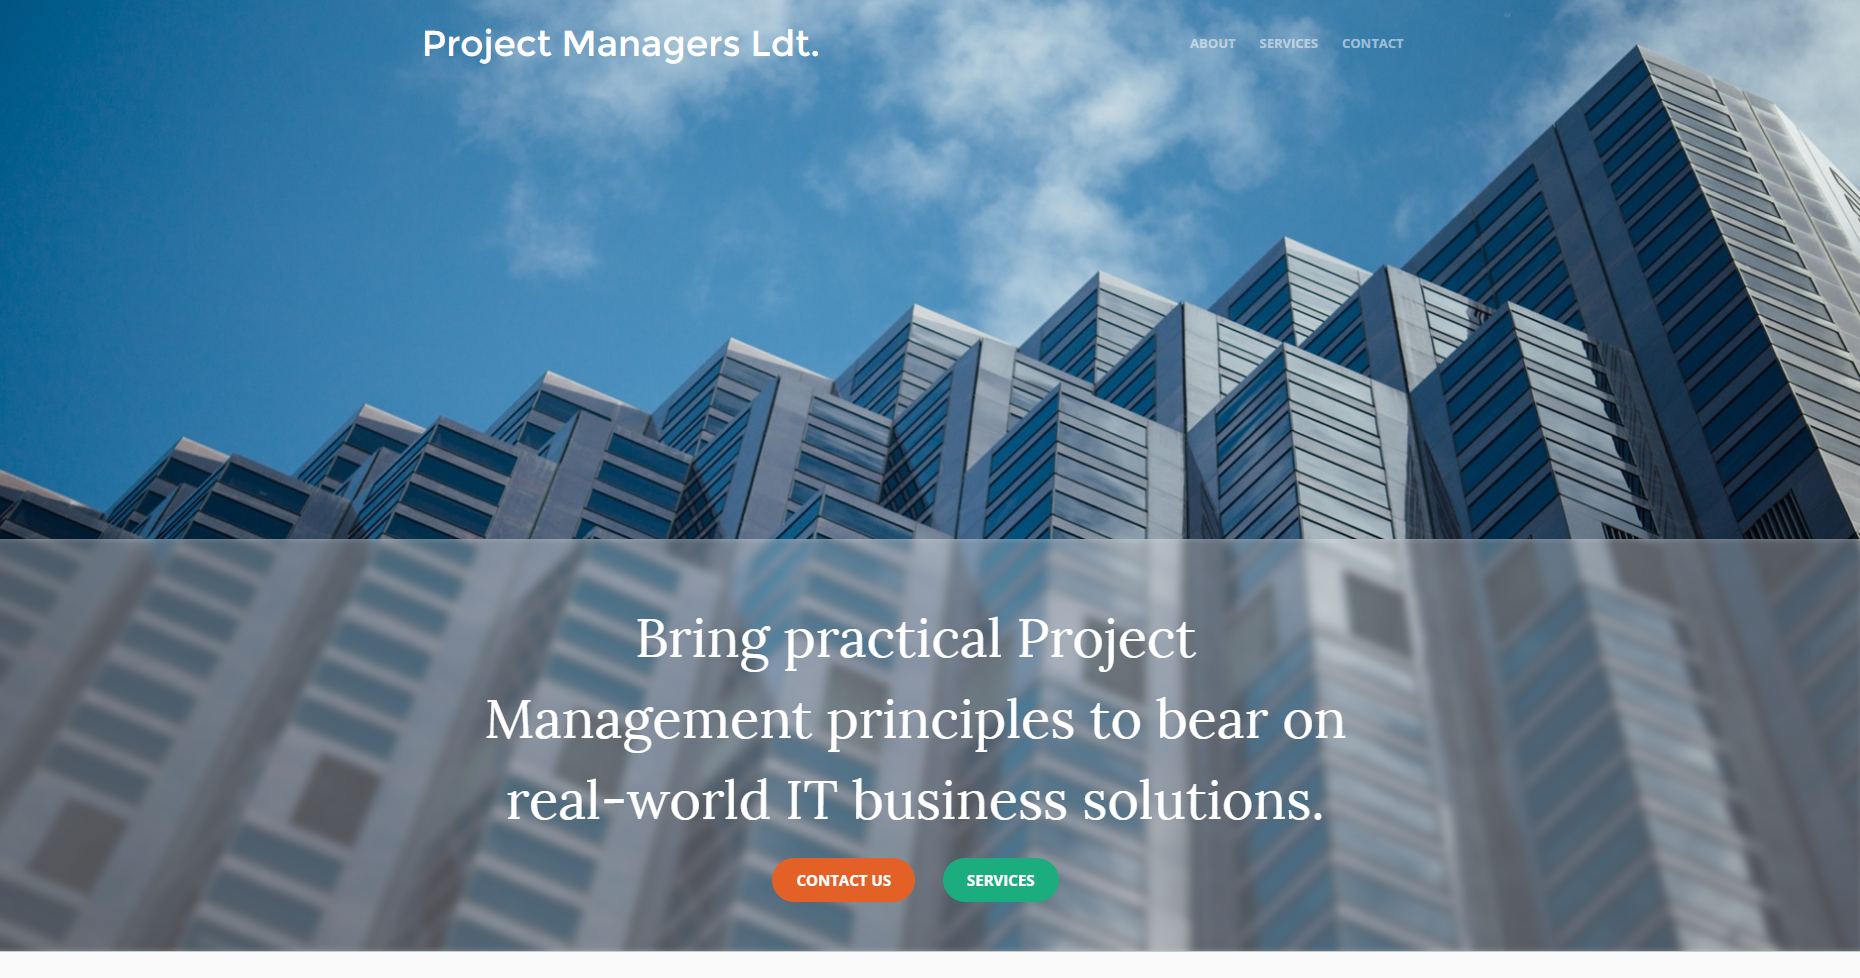 Project Managers Ldt.
ABOUT SERVICES CONTACT
Bring practical Project
Management principles to bear on
real-world IT business solutions.
CONTACT US SERVICES